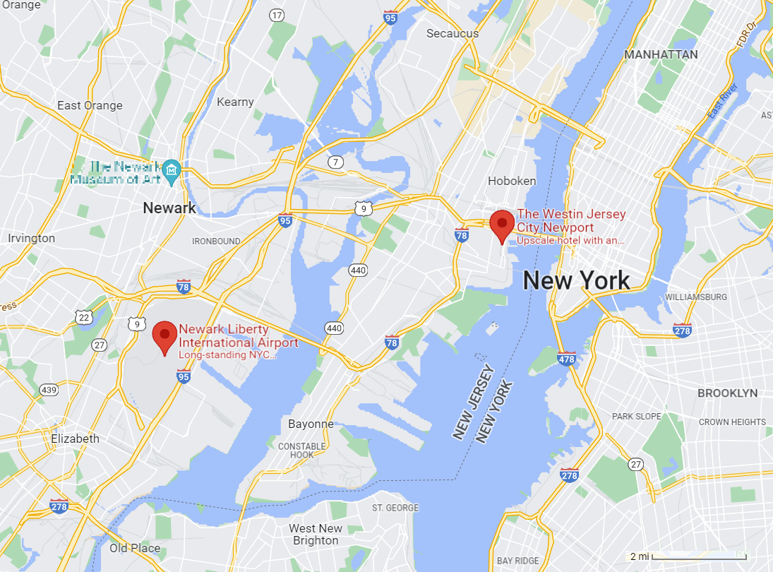 Orange
17
95
Secaucus
MANHATTAN
FDR Dr
East River
East Orange
Kearny
The Newark
Museum of Art
7
Hoboken
Newark
9
95
The Westin Jersey
City Newport
Upscale hotel with an...
78
Irvington
IRONBOUND
440
New York
78
WILLIAMSBURG
22
9
440
278
Newark Liberty
International Airport
Long-standing NYC...
27
78
478
95
439
NEW JERSEY
NEW YORK
BROOKLYN
PARK SLOPE
CROWN HEIGHTS
Bayonne
Elizabeth
CONSTABLE
HOOK
27
278
278
ST. GEORGE
West New
Brighton
Old Place
BAY RIDGE
2 mi